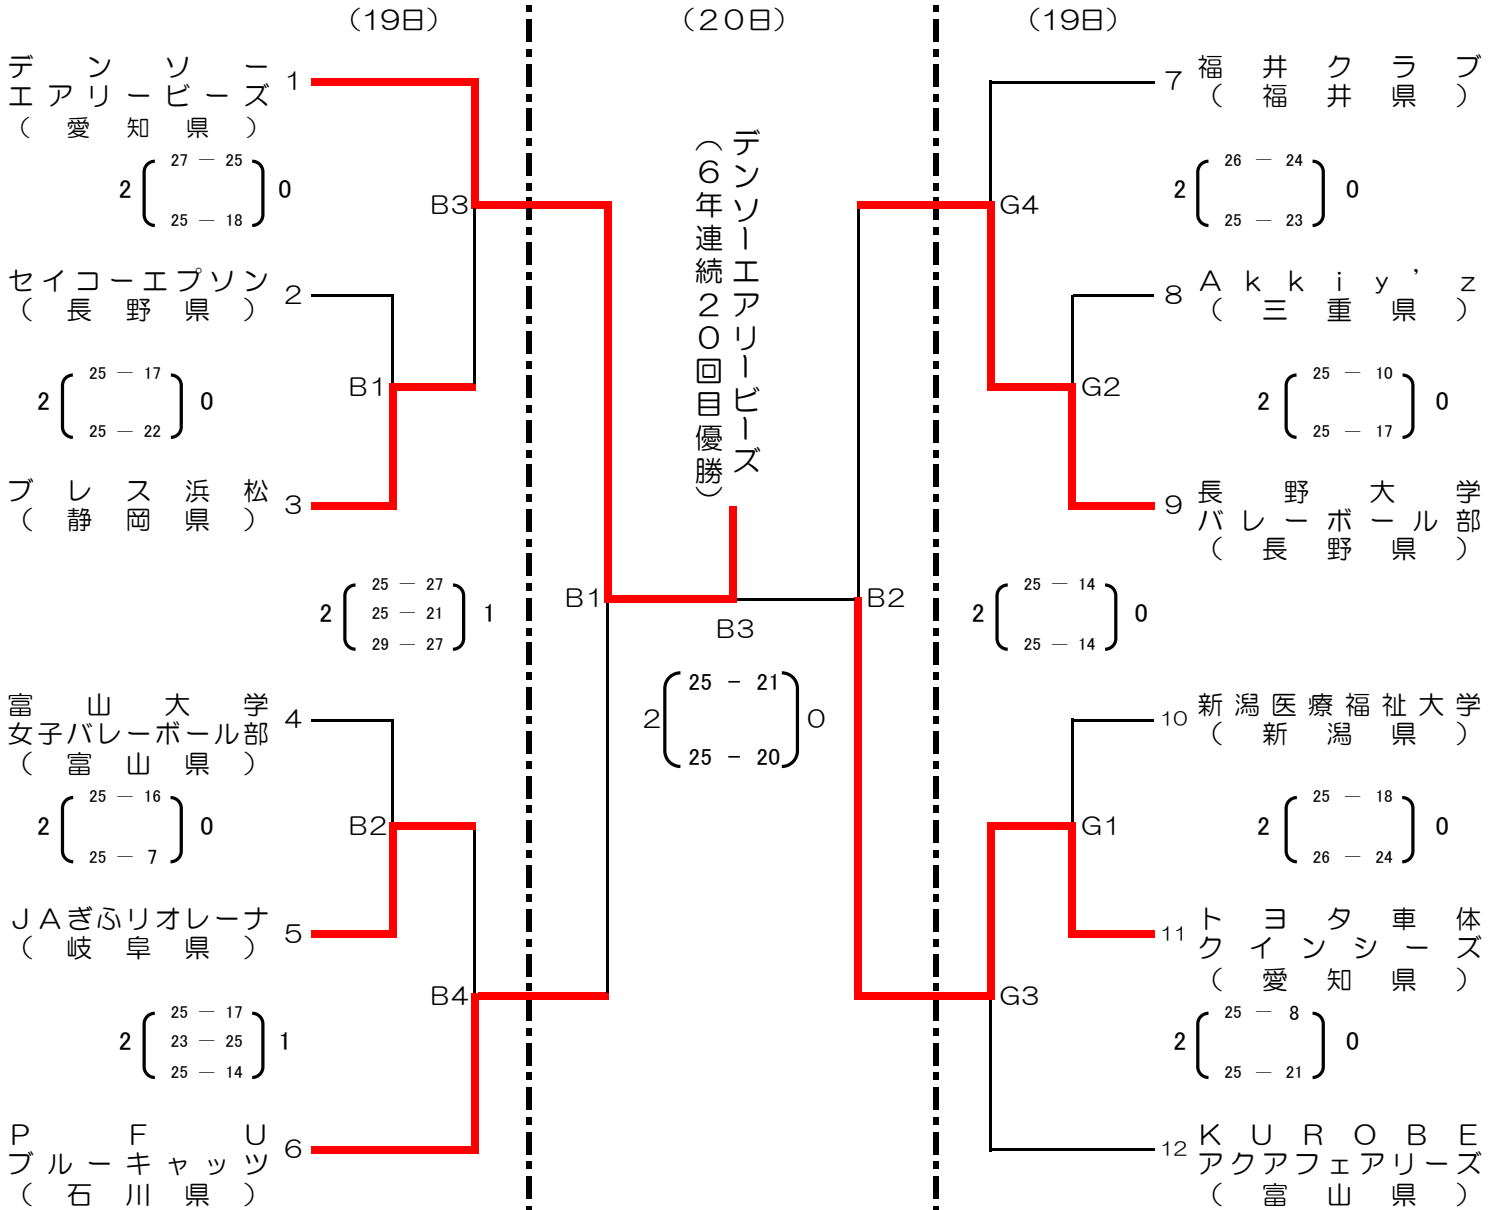 （19日）
（２０日）
（19日）
デンソー
エアリービーズ
（愛知県）
1
27 － 25
2
0
25 － 18
B3
セイコーエプソン
（長野県）
2
25 － 17
2
0
25 － 22
B1
ブレス浜松
（静岡県）
3
25 － 27
2
25 － 21
1
29 － 27
富山大学
女子バレーボール部
（富山県）
4
25 － 16
2
0
25 － 7
B2
ＪＡぎふリオレーナ
（岐阜県）
5
B4
25 － 17
2
23 － 25
1
25 － 14
ＰＦＵ
ブルーキャッツ
（石川県）
6
デンソーエアリービーズ
（６年連続２０回目優勝）
B1
B2
B3
25 － 21
2
0
25 － 20
7
福井クラブ
（福井県）
26 － 24
2
0
25 － 23
G4
8
Ａｋｋｉｙ’ｚ
（三重県）
25 － 10
2
0
25 － 17
G2
9
長野大学
バレーボール部
（長野県）
25 － 14
2
0
25 － 14
10
新潟医療福祉大学
（新潟県）
25 － 18
2
0
26 － 24
G1
11
トヨタ車体
クインシーズ
（愛知県）
G3
25 － 8
2
0
25 － 21
12
ＫＵＲＯＢＥ
アクアフェアリーズ
（富山県）